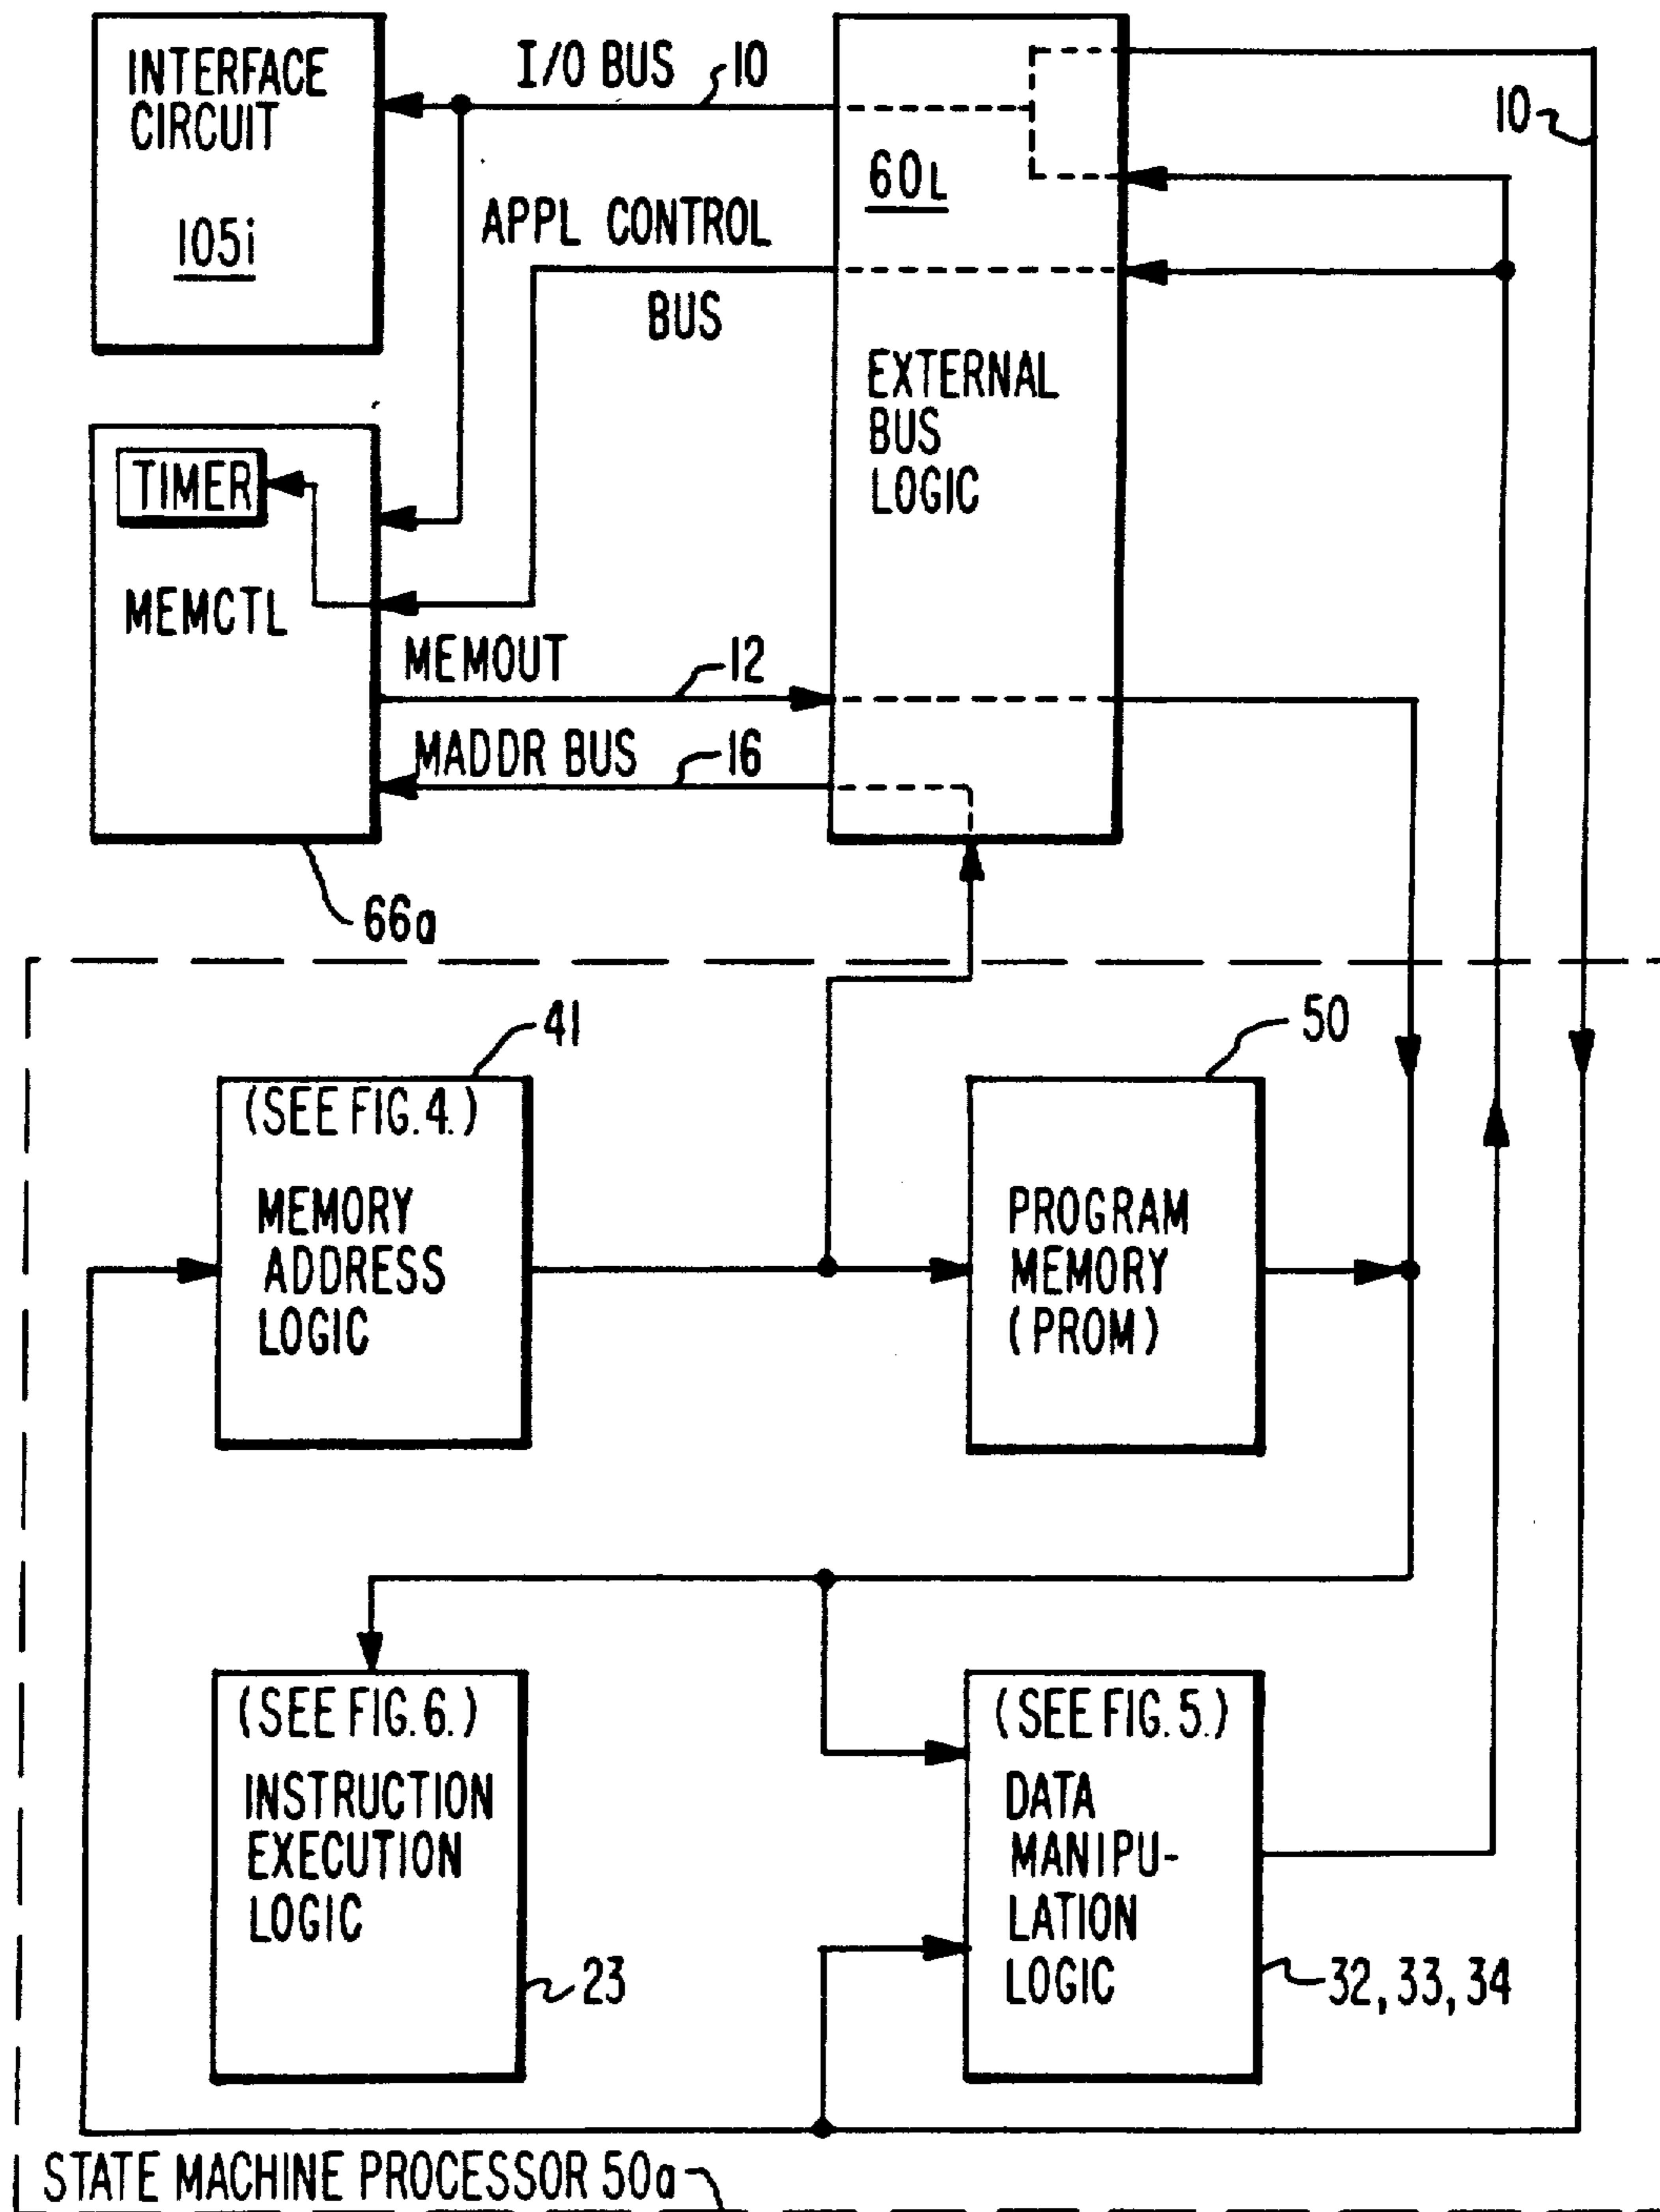 INTERFACE
CIRCUIT
105i
I/O BUS
10
10
60L
APPL CONTROL
BUS
EXTERNAL
BUS
LOGIC
TIMER
MEMCTL
MEMOUT
12
MADDR BUS
16
66a
41
50
(SEE FIG. 4.)
MEMORY
ADDRESS
LOGIC
PROGRAM
MEMORY
(PROM)
(SEE FIG. 6.)
INSTRUCTION
EXECUTION
LOGIC
23
(SEE FIG. 5.)
DATA
MANIPU-
LATION
LOGIC
32, 33, 34
STATE MACHINE PROCESSOR 50a